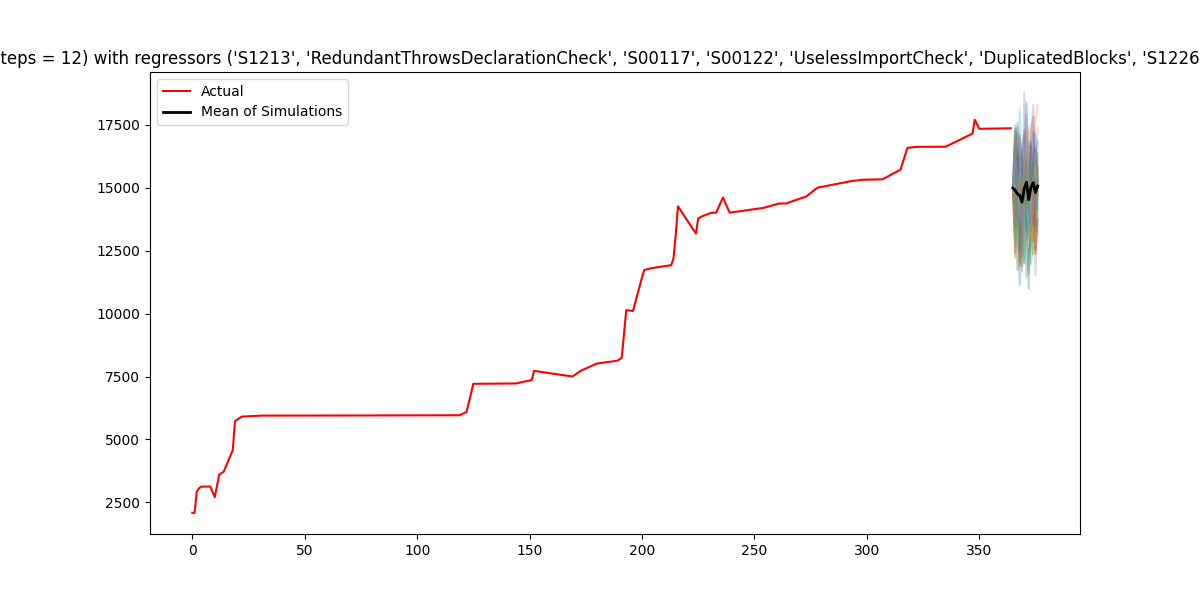 teps = 12) with regressors ('S1213', 'RedundantThrowsDeclarationCheck', 'S00117', 'S00122', 'UselessImportCheck', 'DuplicatedBlocks', 'S1226
Actual
Mean of Simulations
17500
15000
12500
10000
7500
5000
2500
0 50 100 150 200 250 300 350